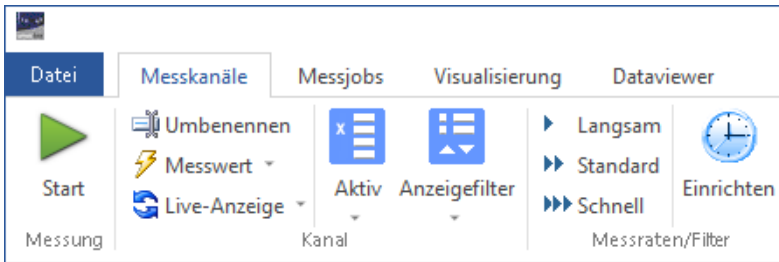 Datei Messkanäle Messjobs Visualisierung Dataviewer
Start
Umbenennen
Messwert
Live-Anzeige
Aktiv
Anzeigefilter
Langsam
Standard
Schnell
Einrichten
Messung Kanal Messraten/Filter